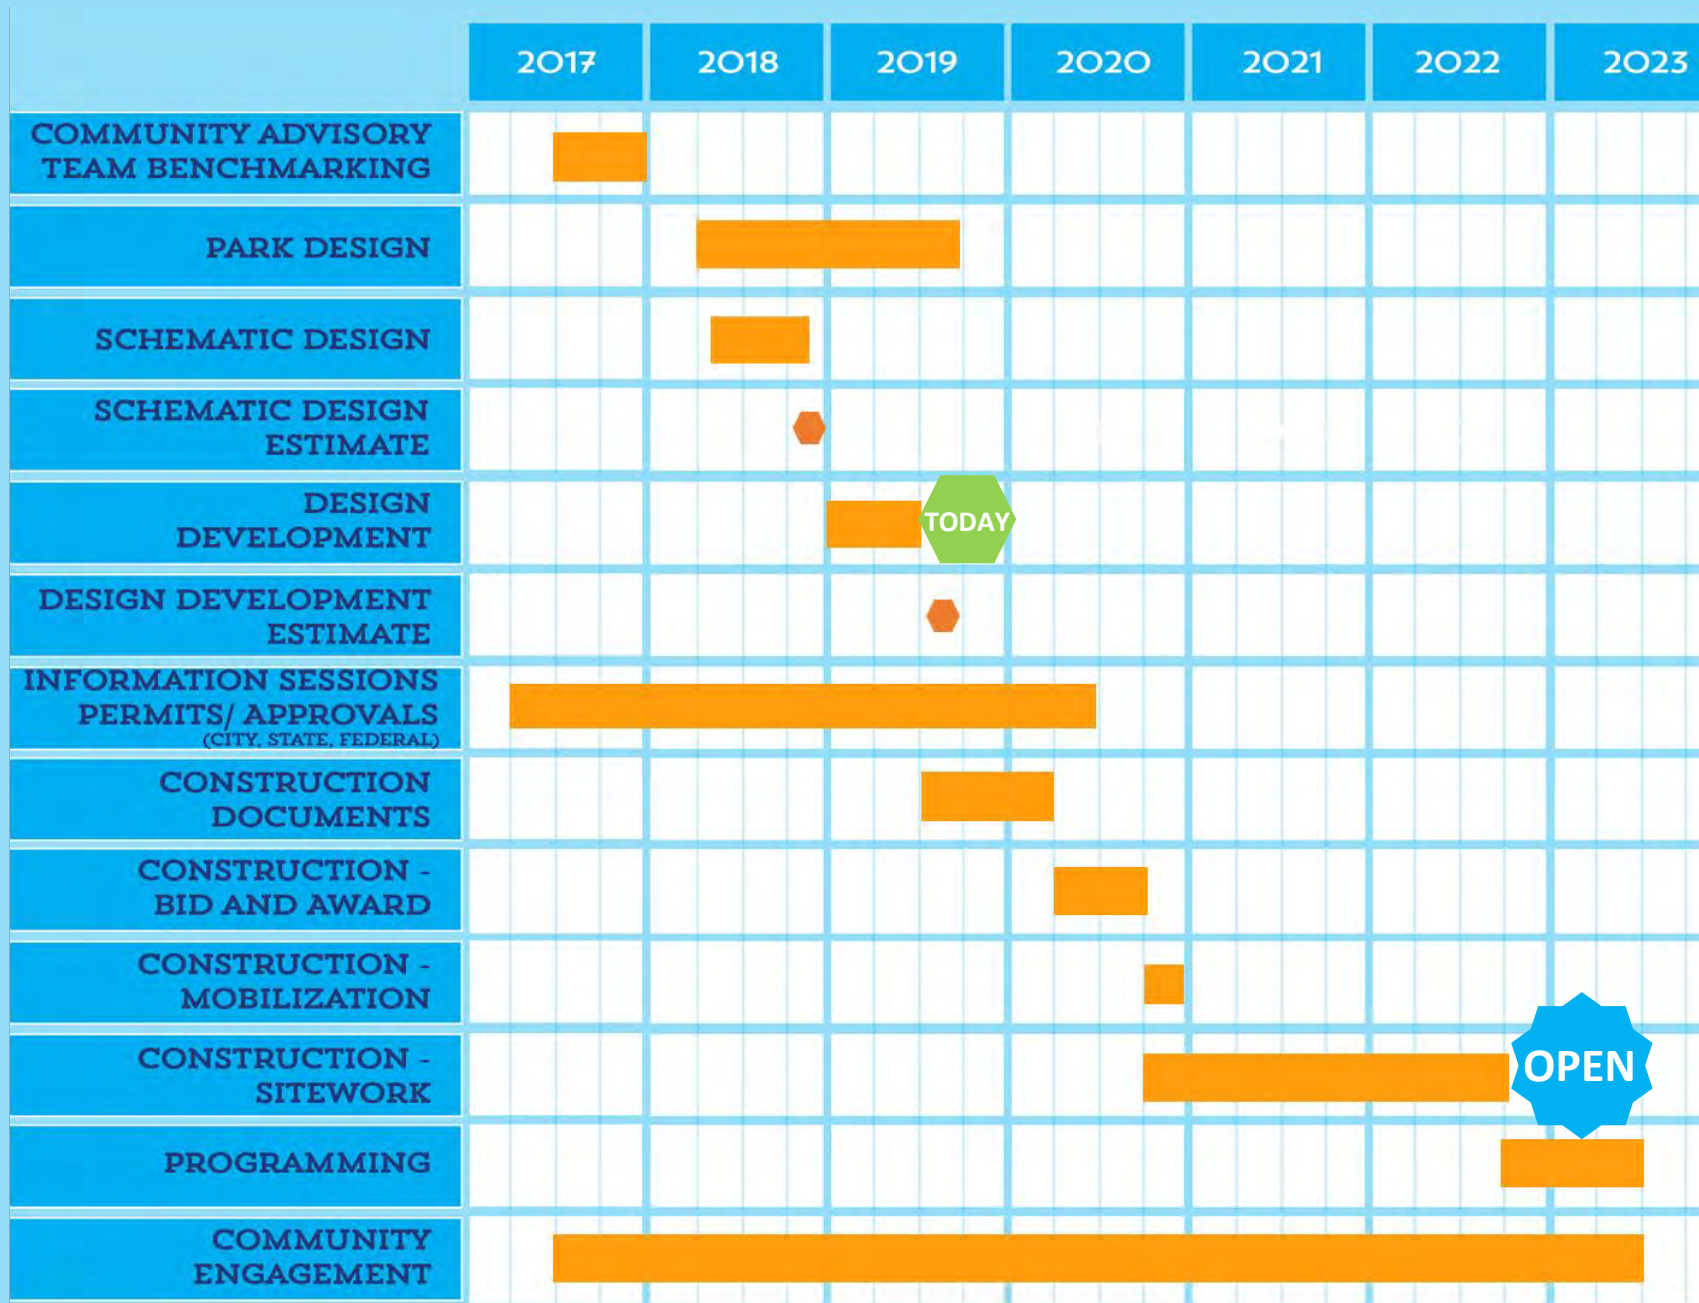 2017 2018 2019 2020 2021 2022 2023
COMMUNITY ADVISORY
TEAM BENCHMARKING
PARK DESIGN
SCHEMATIC DESIGN
SCHEMATIC DESIGN
ESTIMATE
DESIGN
DEVELOPMENT
TODAY
DESIGN DEVELOPMENT
ESTIMATE
INFORMATION SESSIONS
PERMITS/ APPROVALS
(CITY, STATE, FEDERAL)
CONSTRUCTION
DOCUMENTS
CONSTRUCTION -
BID AND AWARD
CONSTRUCTION -
MOBILIZATION
CONSTRUCTION -
SITEWORK
OPEN
PROGRAMMING
COMMUNITY
ENGAGEMENT